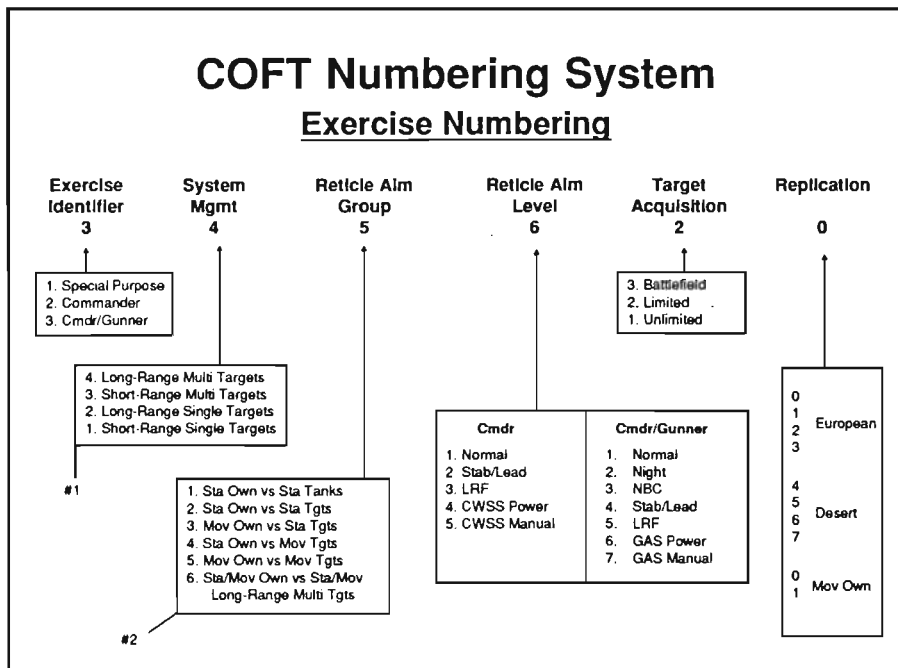 COFT Numbering System
Exercise Numbering
Exercise
Identifier
3
System
Mgmt
4
Reticle Aim
Group
5
Reticle Aim
Level
6
Target
Acquisition
2
Replication
0
1. Special Purpose
2. Commander
3. Cmdr/Gunner
3. Battlefield
2. Limited
1. Unlimited
4. Long-Range Multi Targets
3. Short-Range Multi Targets
2. Long-Range Single Targets
1. Short-Range Single Targets
#1
1. Sta Own vs Sta Tanks
2. Sta Own vs Sta Tgts
3. Mov Own vs Sta Tgts
4. Sta Own vs Mov Tgts
5. Mov Own vs Mov Tgts
6. Sta/Mov Own vs Sta/Mov
Long-Range Multi Tgts
#2
Cmdr
1. Normal
2 Stab/Lead
3. LRF
4. CWSS Power
5. CWSS Manual
Cmdr/Gunner
1. Normal
2. Night
3. NBC
4. Stab/Lead
5. LRF
6. GAS Power
7. GAS Manual
0
1
2
3
European
4
5
6
7
Desert
0
1
Mov Own